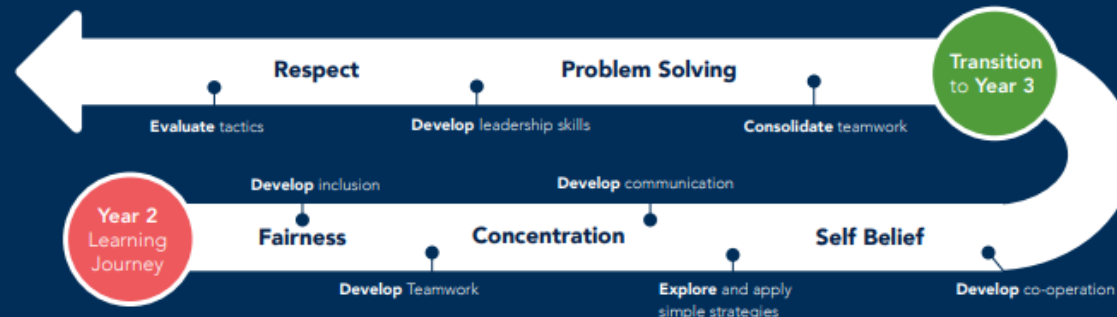 Respect
Problem Solving
Transition
to Year 3
Evaluate tactics
Develop leadership skills
Consolidate teamwork
Develop inclusion
Develop communication
Year 2
Learning
Journey
Fairness
Concentration
Self Belief
Develop Teamwork
Explore and apply
simple strategies
Develop co-operation